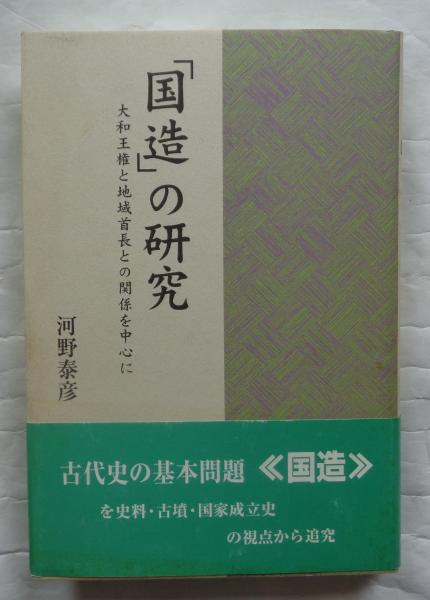 「国造」の研究
大和王権と地域首長との関係を中心に
河野泰彦
古代史の基本問題《国造》
を史料・古墳・国家成立史
の視点から追究